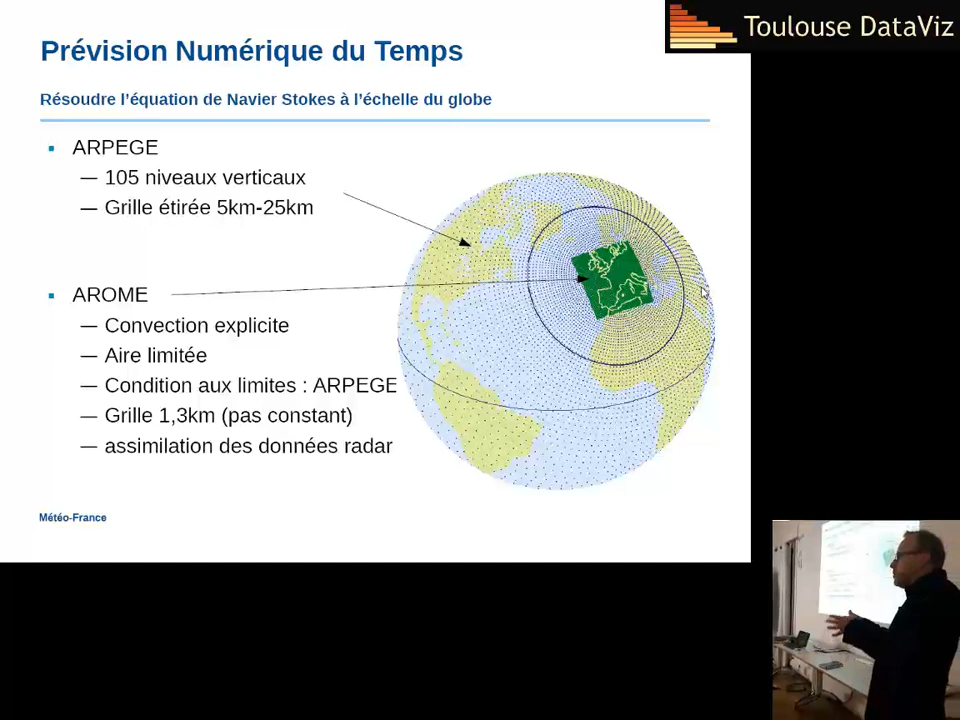 Toulouse DataViz
Prévision Numérique du Temps
Résoudre l'équation de Navier Stokes à l'échelle du globe
▪ ARPEGE
— 105 niveaux verticaux
— Grille étirée 5km-25km
▪ AROME
— Convection explicite
— Aire limitée
— Condition aux limites : ARPEGE
— Grille 1,3km (pas constant)
— assimilation des données radar
Météo-France